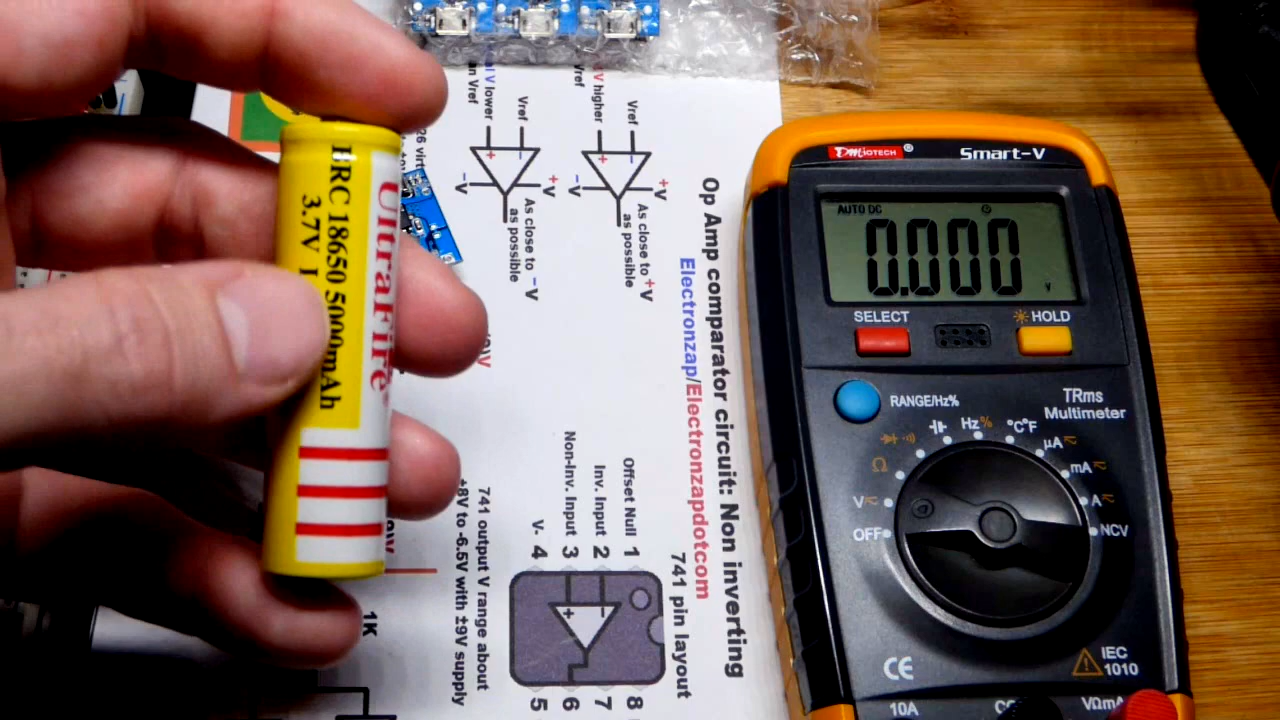 UltraFire
BRC 18650 5000mAh
3.7V
Vref
V lower
an Vref
+
-
-V
+V
As close to -V
as possible
Vref
V higher
Vref
+
-
-V
+V
As close to +V
as possible
Op Amp comparator circuit: Non inverting
Electronzap/Electronzapdotcom
741 pin layout
Offset Null 1
Inv. Input 2
Non-Inv. Input 3
V- 4
8
7
6
5
+
-
741 output V range about
+8V to -6.5V with ±9V supply
1K
DMiOTECH
Smart-V
AUTO DC
0.000
V
SELECT
HOLD
RANGE/Hz%
TRms
Multimeter
Hz%
°C°F
µA
mA
A
NCV
Ω
V
OFF
CE
IEC
1010
10A
VΩmA